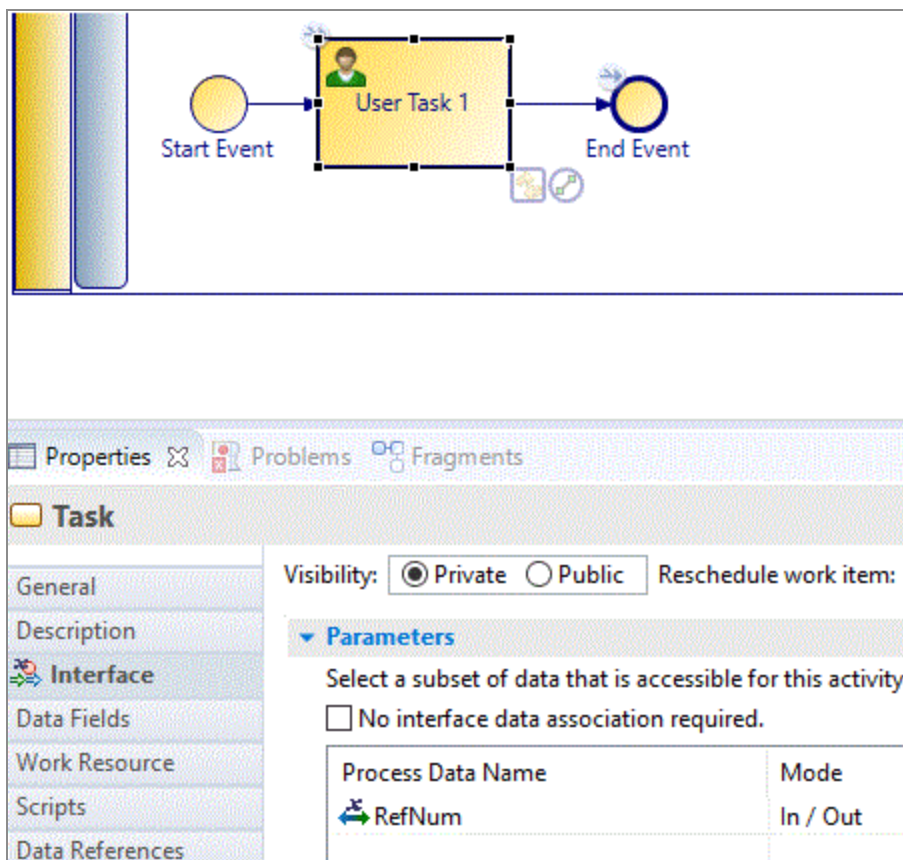 User Task 1
Start Event
End Event
Properties Problems Fragments
Task
Visibility: Private Public Reschedule work item:
General
Parameters
Description
Interface
Select a subset of data that is accessible for this activity
Data Fields
No interface data association required.
Work Resource
Process Data Name Mode
Scripts
RefNum In / Out
Data References